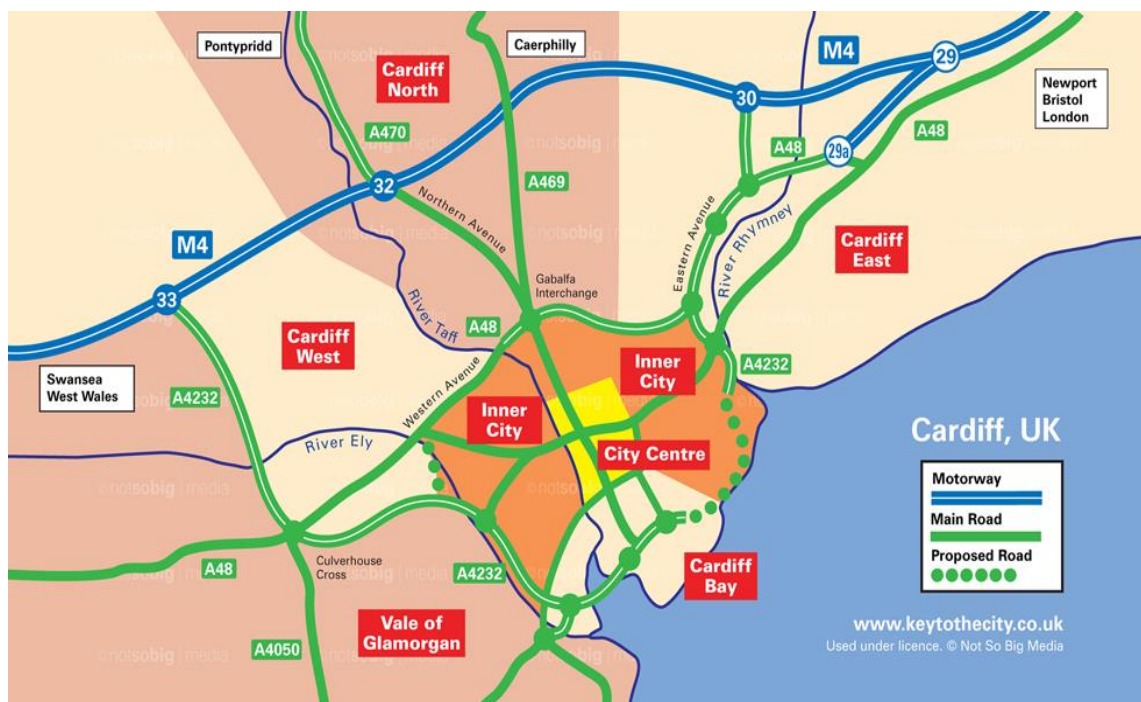 Pontypridd
Cardiff
North
Caerphilly
M4
29
Newport
Bristol
London
30
A48
29a
A48
A470
A469
32
Northern Avenue
River Rhymney
Eastern Avenue
Cardiff
East
M4
Gabalfa
Interchange
33
River Taff
A48
Cardiff
West
Inner
City
A4232
Swansea
West Wales
A4232
Western Avenue
Inner
City
River Ely
City Centre
Cardiff, UK
Motorway
Main Road
Proposed Road
Culverhouse
Cross
A48
A4232
Cardiff
Bay
Vale of
Glamorgan
A4050
www.keytothecity.co.uk
Used under licence. © Not So Big Media
©notsobig | media